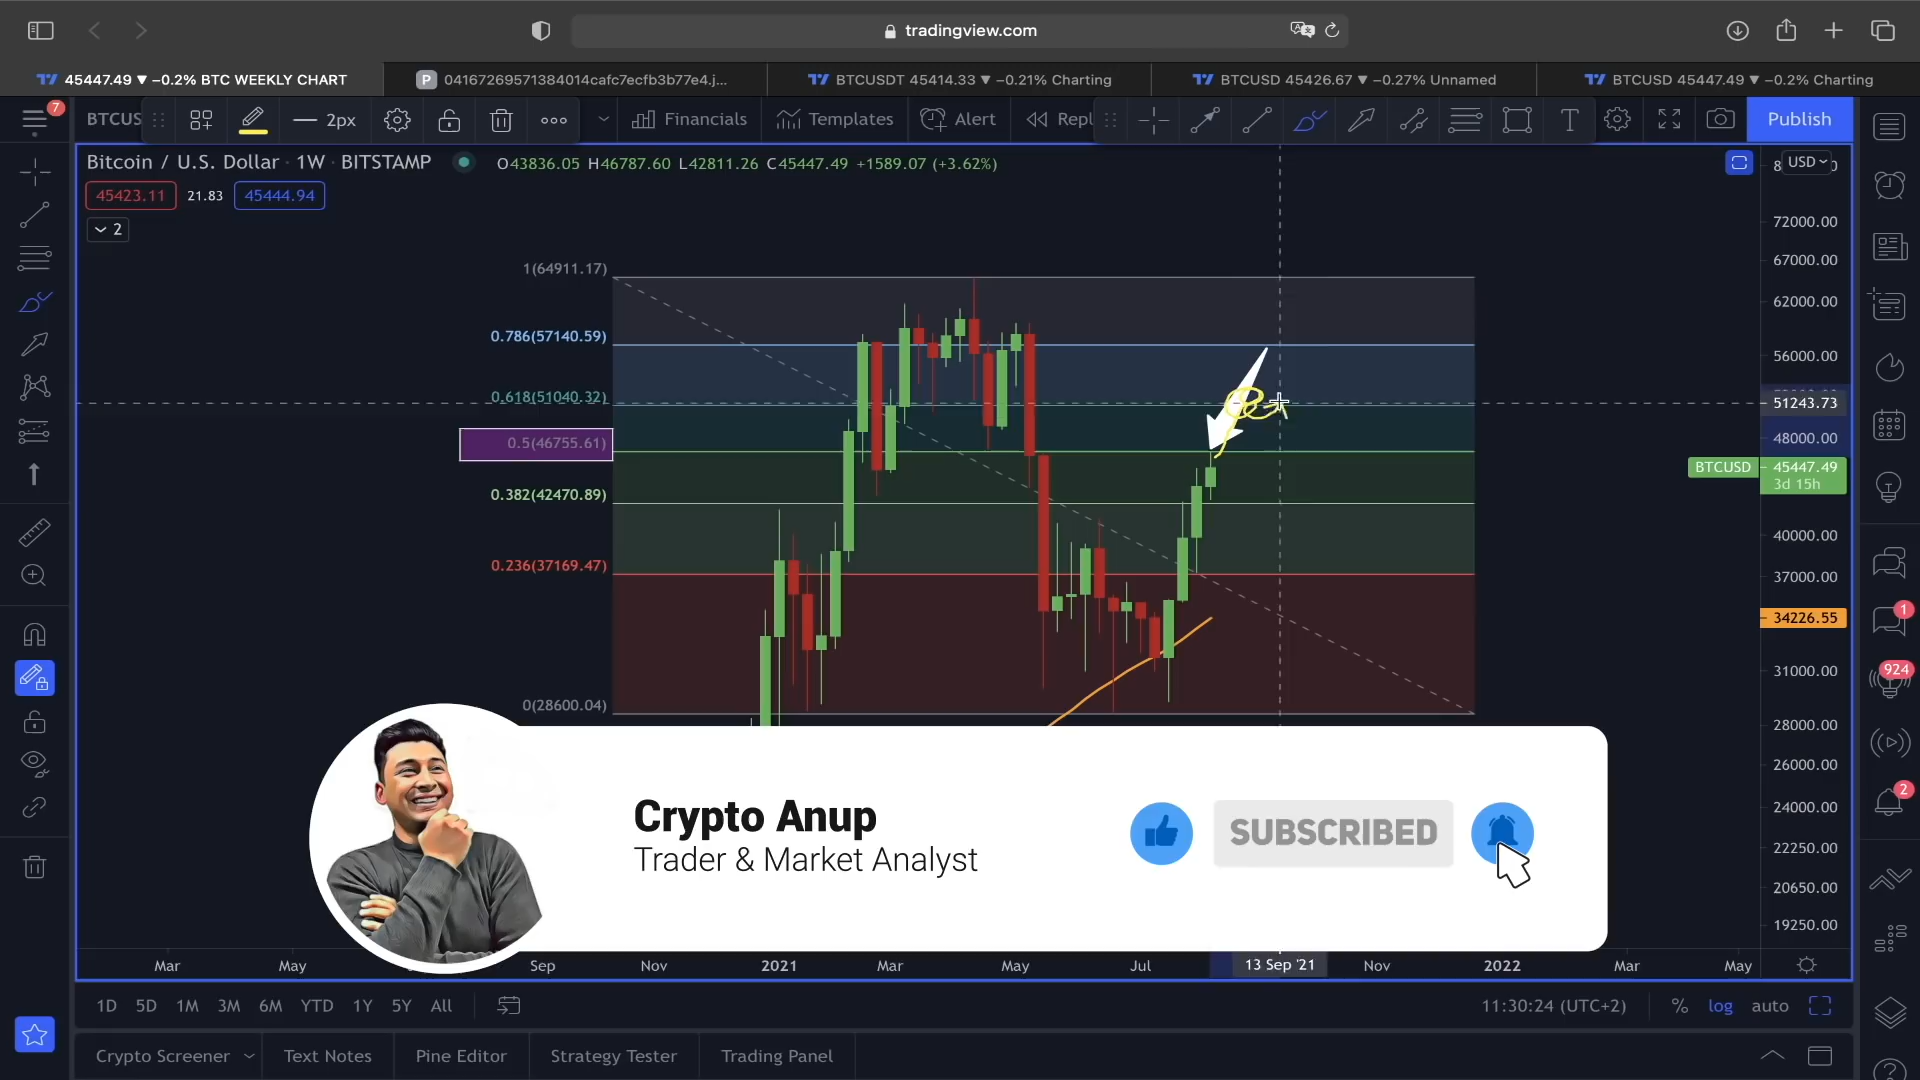 tradingview.com
45447.49 ▼ −0.2% BTC WEEKLY CHART
P 04167269571384014cafc7ecfb3b77e4.j...
BTCUSDT 45414.33 ▼ −0.21% Charting
BTCUSD 45426.67 ▼ −0.27% Unnamed
BTCUSD 45447.49 ▼ −0.2% Charting
7
BTCUS
2px
Financials
Templates
Alert
Repl
T
Publish
Bitcoin / U.S. Dollar · 1W · BITSTAMP
O43836.05 H46787.60 L42811.26 C45447.49 +1589.07 (+3.62%)
USD
45423.11 21.83 45444.94
2
72000.00
67000.00
62000.00
56000.00
51243.73
48000.00
BTCUSD 45447.49
3d 15h
40000.00
37000.00
34226.55
31000.00
28000.00
26000.00
24000.00
22250.00
20650.00
19250.00
1(64911.17)
0.786(57140.59)
0.618(51040.32)
0.5(46755.61)
0.382(42470.89)
0.236(37169.47)
0(28600.04)
1
924
2
Crypto Anup
Trader & Market Analyst
SUBSCRIBED
Mar May Sep Nov 2021 Mar May Jul 13 Sep '21 Nov 2022 Mar May
1D 5D 1M 3M 6M YTD 1Y 5Y All
11:30:24 (UTC+2) % log auto
Crypto Screener Text Notes Pine Editor Strategy Tester Trading Panel